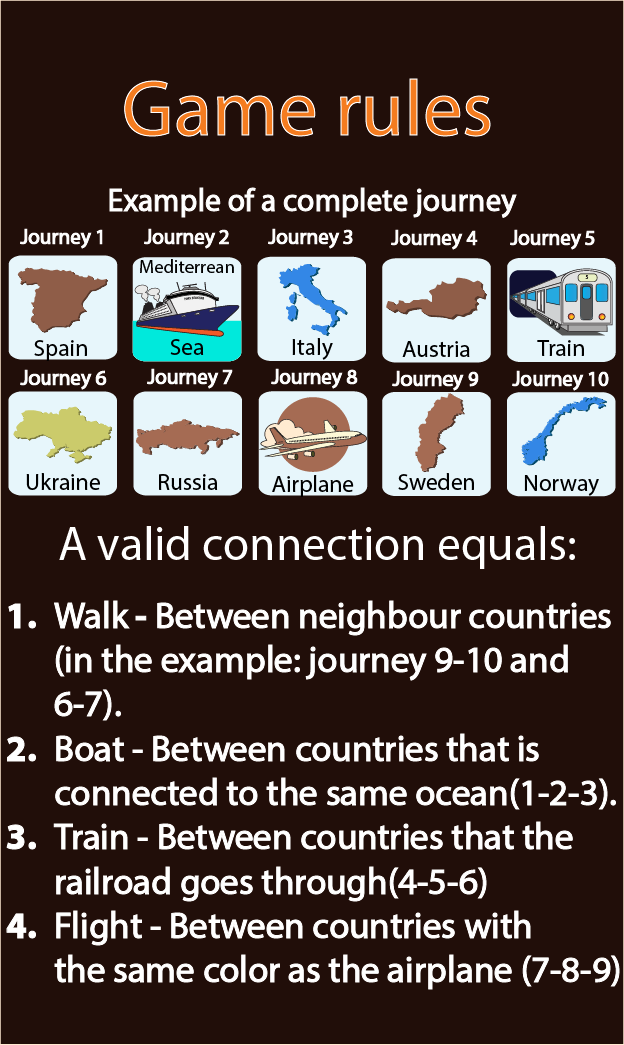 Game rules
Example of a complete journey
Journey 1 Journey 2 Journey 3 Journey 4 Journey 5
Mediterrean
Spain Sea Italy Austria Train
Journey 6 Journey 7 Journey 8 Journey 9 Journey 10
Ukraine Russia Airplane Sweden Norway
A valid connection equals:
1. Walk - Between neighbour countries
(in the example: journey 9-10 and
6-7).
2. Boat - Between countries that is
connected to the same ocean(1-2-3).
3. Train - Between countries that the
railroad goes through(4-5-6)
4. Flight - Between countries with
the same color as the airplane (7-8-9)